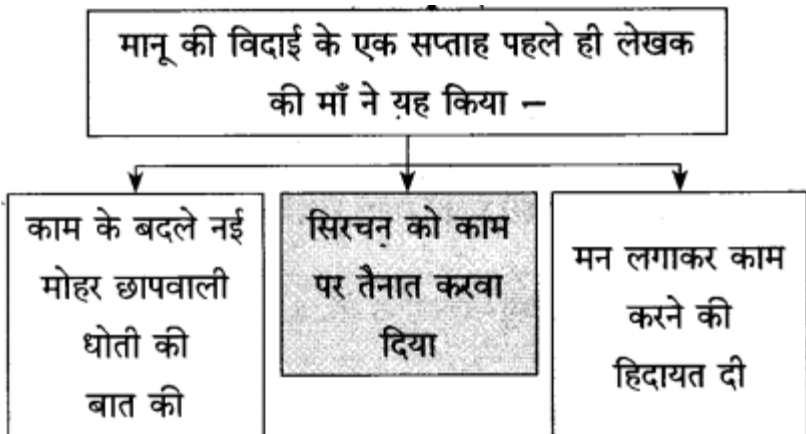 मानू की विदाई के एक सप्ताह पहले ही लेखक
की माँ ने यह किया –
काम के बदले नई
मोहर छापवाली
धोती की
बात की
सिरचन को काम
पर तैनात करवा
दिया
मन लगाकर काम
करने की
हिदायत दी